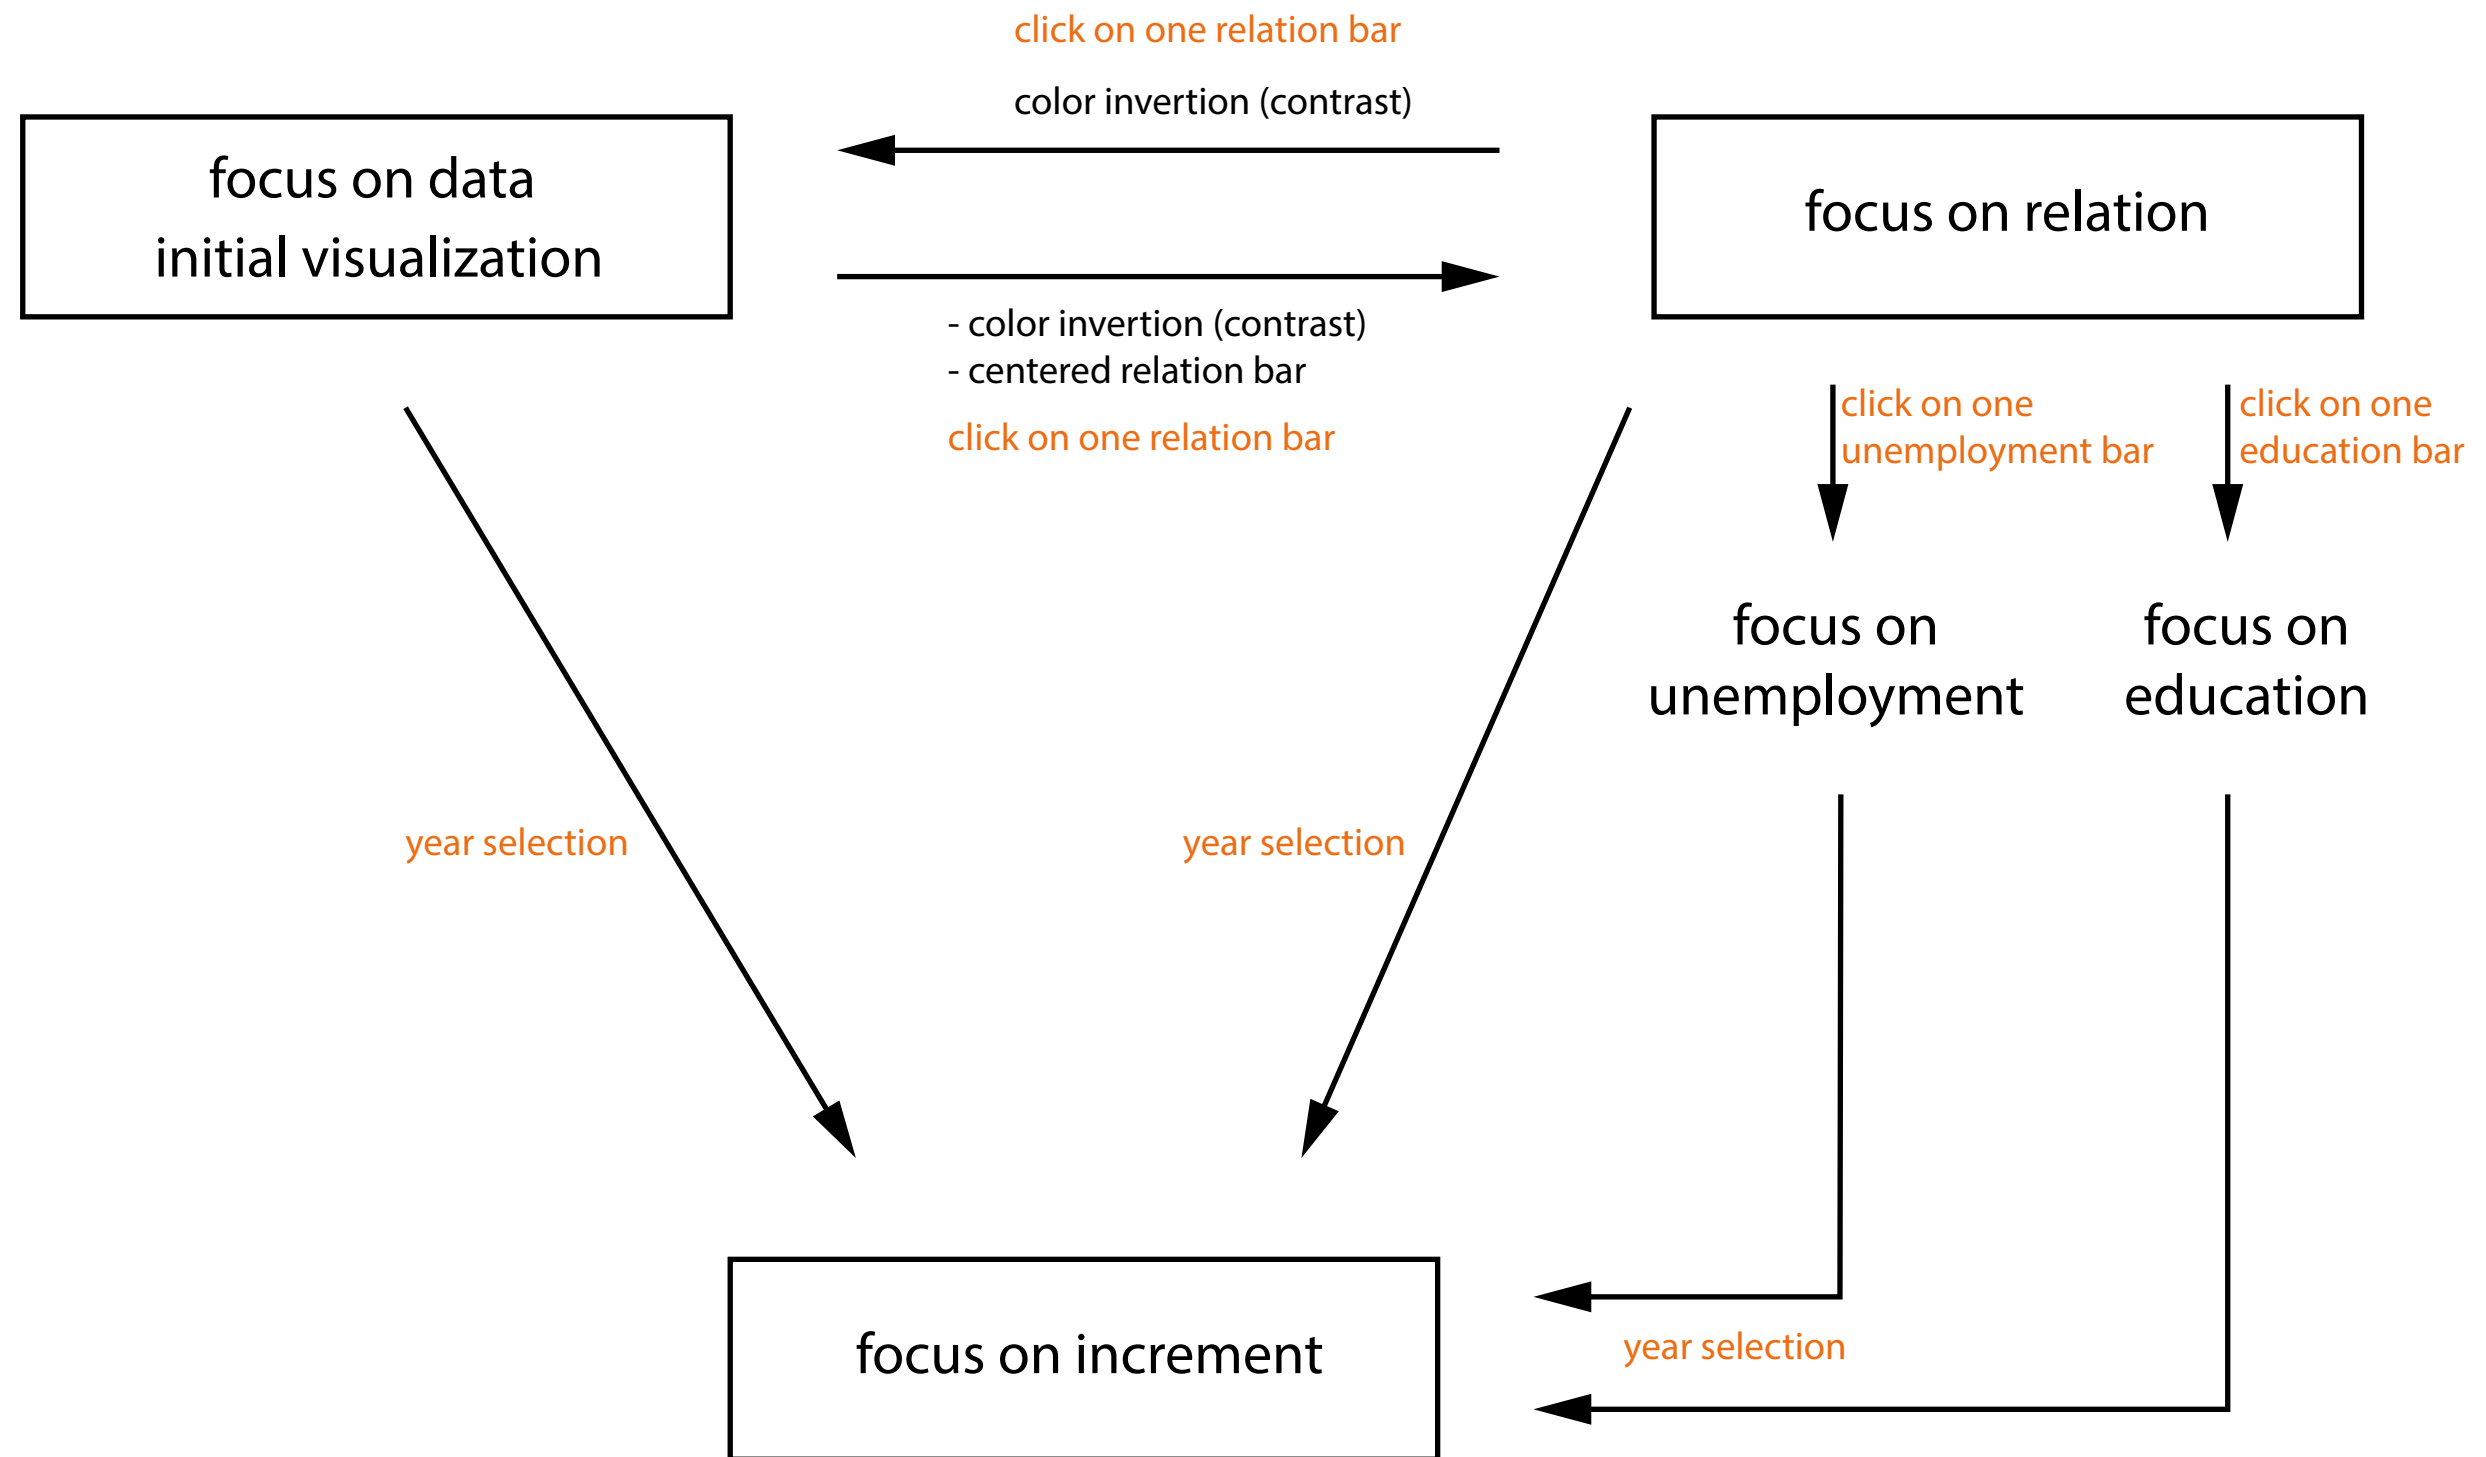 click on one relation bar
color invertion (contrast)
focus on data
initial visualization
focus on relation
- color invertion (contrast)
- centered relation bar
click on one relation bar
click on one
unemployment bar
click on one
education bar
focus on
unemployment
focus on
education
year selection
year selection
focus on increment
year selection